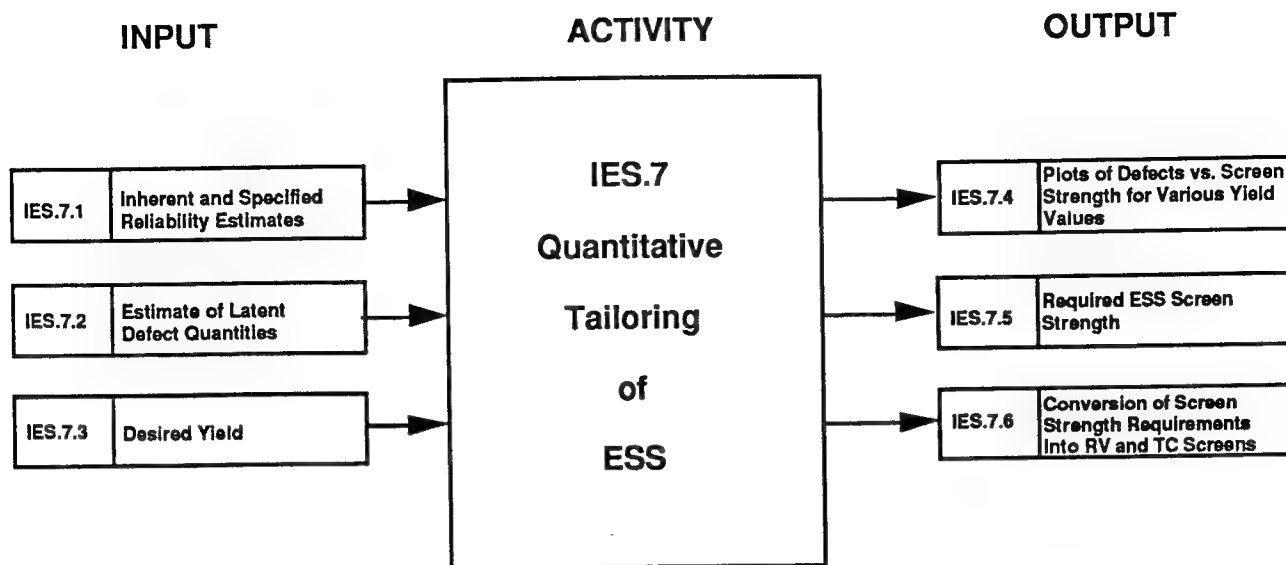 INPUT
ACTIVITY
OUTPUT
IES.7.1
Inherent and Specified
Reliability Estimates
IES.7.2
Estimate of Latent
Defect Quantities
IES.7.3
Desired Yield
IES.7
Quantitative
Tailoring
of
ESS
IES.7.4
Plots of Defects vs. Screen
Strength for Various Yield
Values
IES.7.5
Required ESS Screen
Strength
IES.7.6
Conversion of Screen
Strength Requirements
Into RV and TC Screens